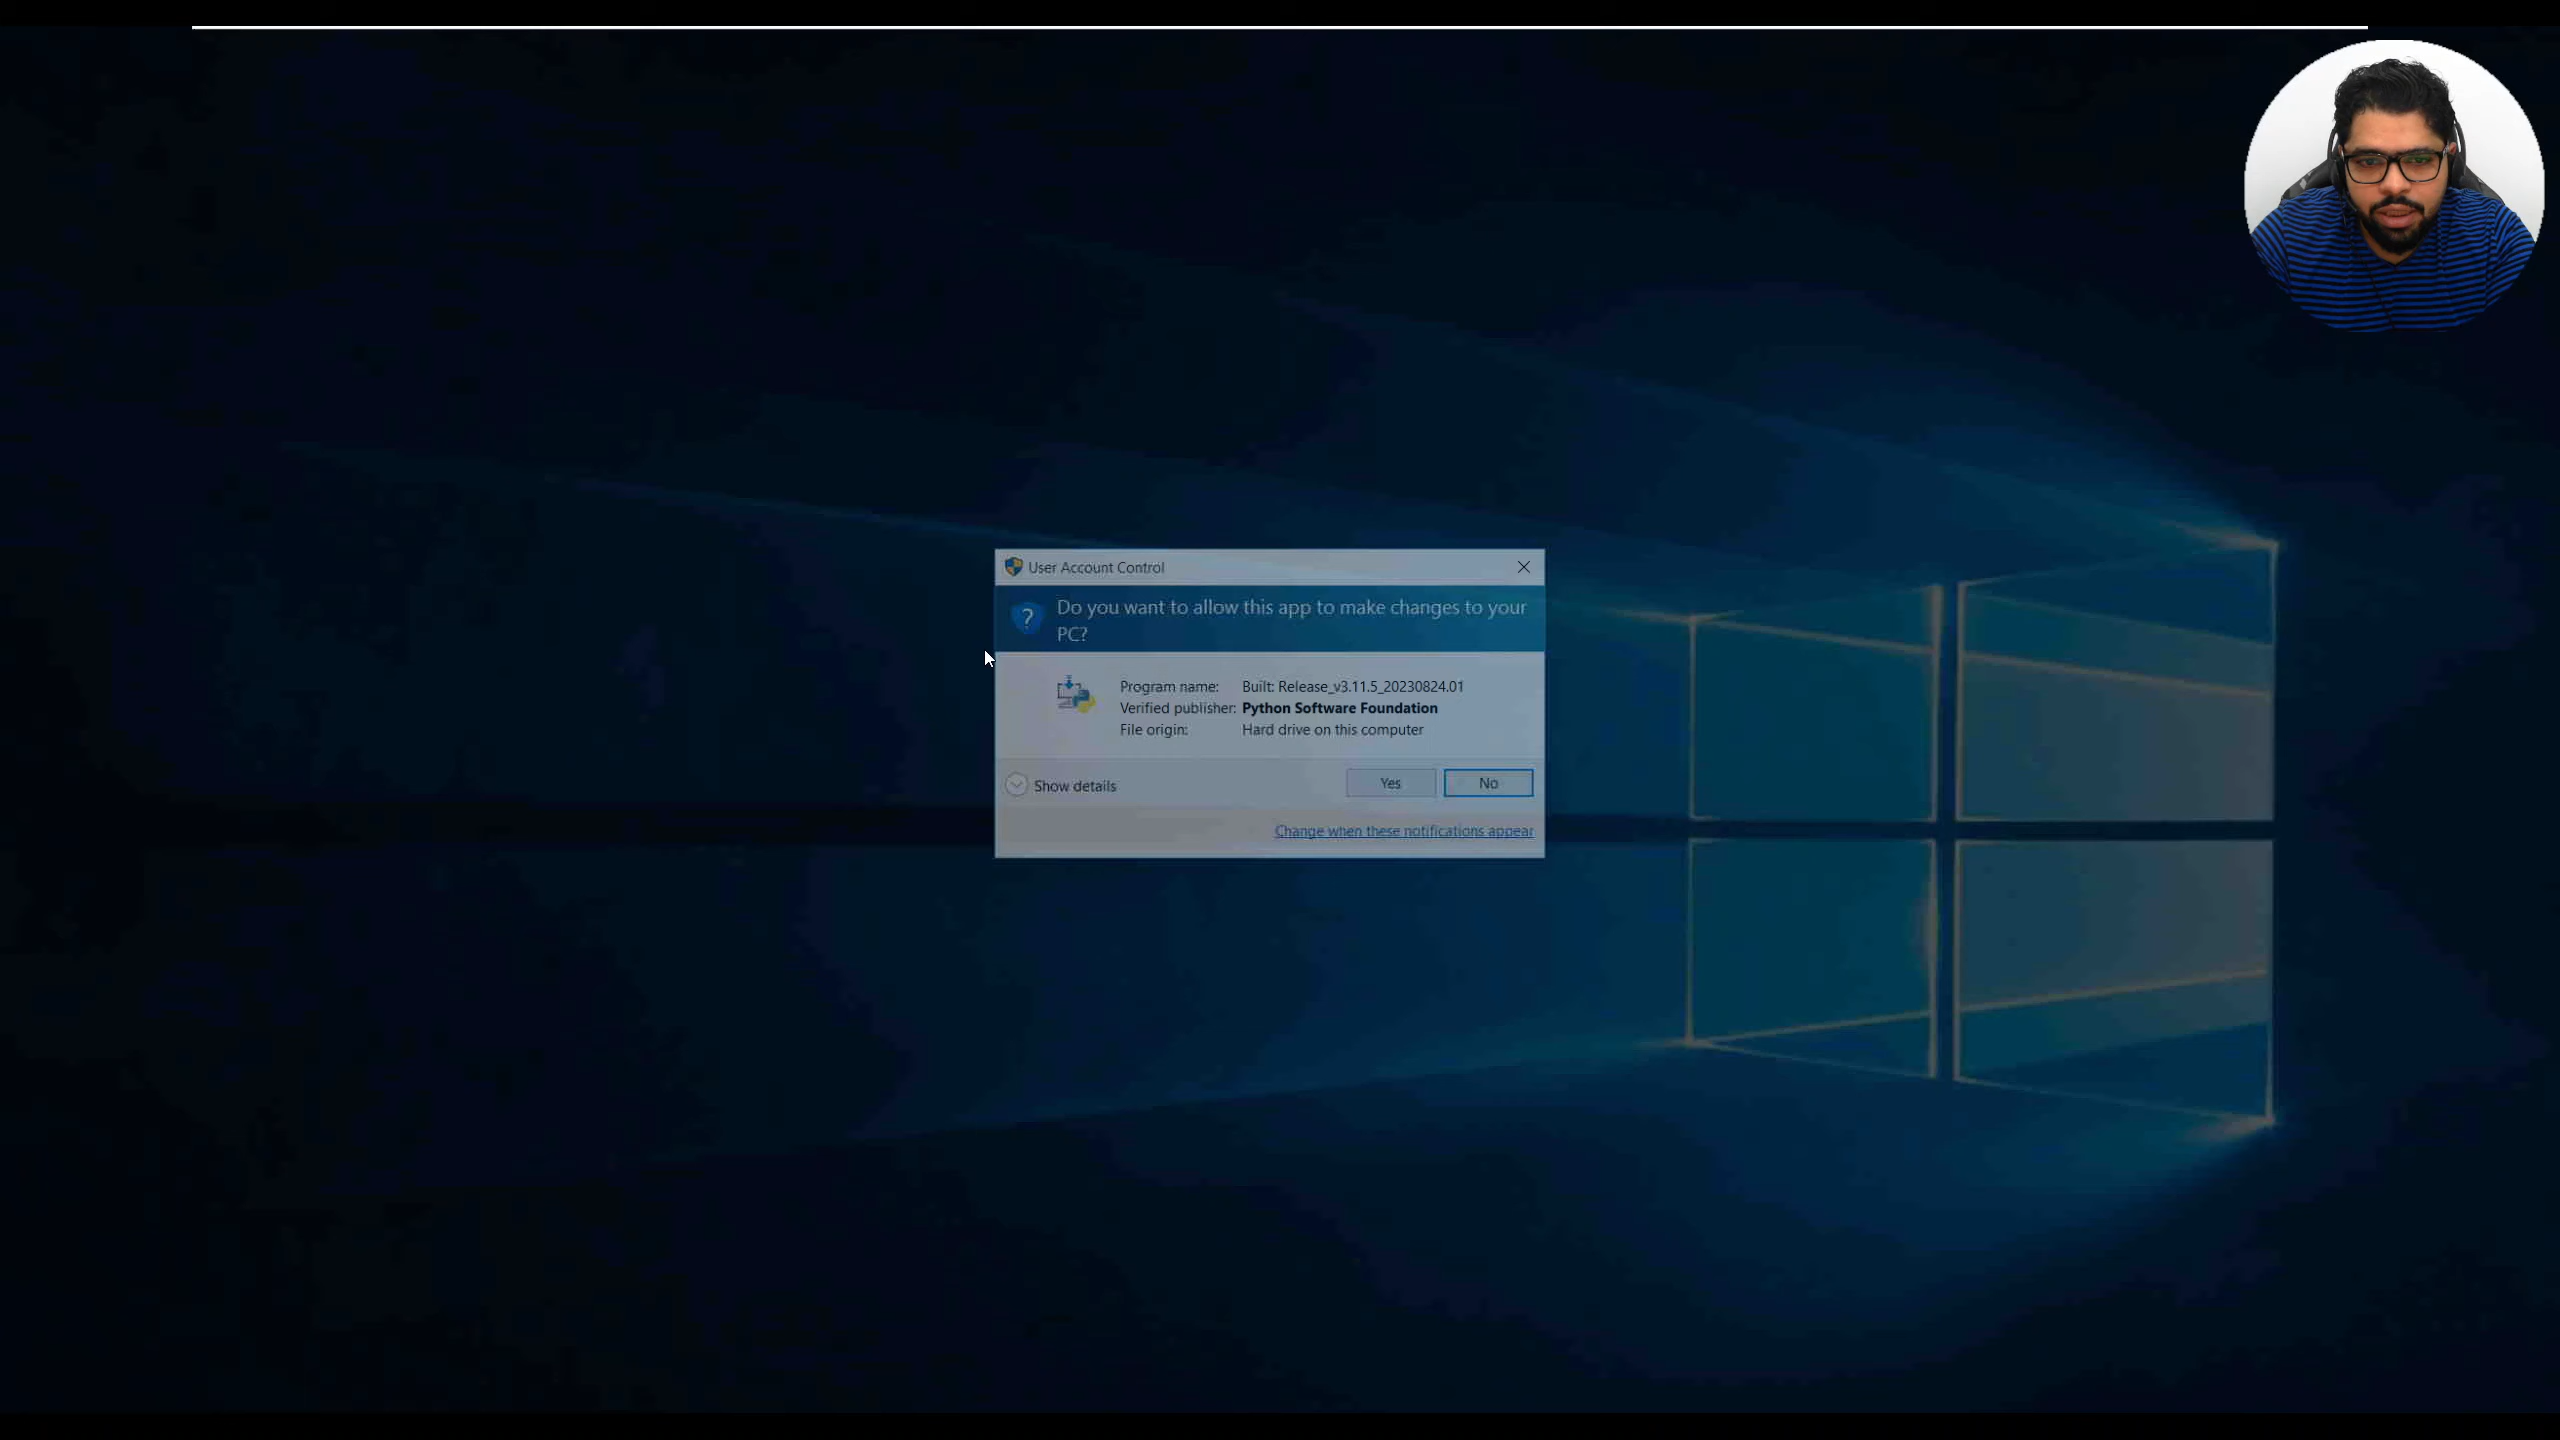 User Account Control
?
Do you want to allow this app to make changes to your
PC?
Program name: Built: Release_v3.11.5_20230824.01
Verified publisher: Python Software Foundation
File origin: Hard drive on this computer
Show details
Yes No
Change when these notifications appear